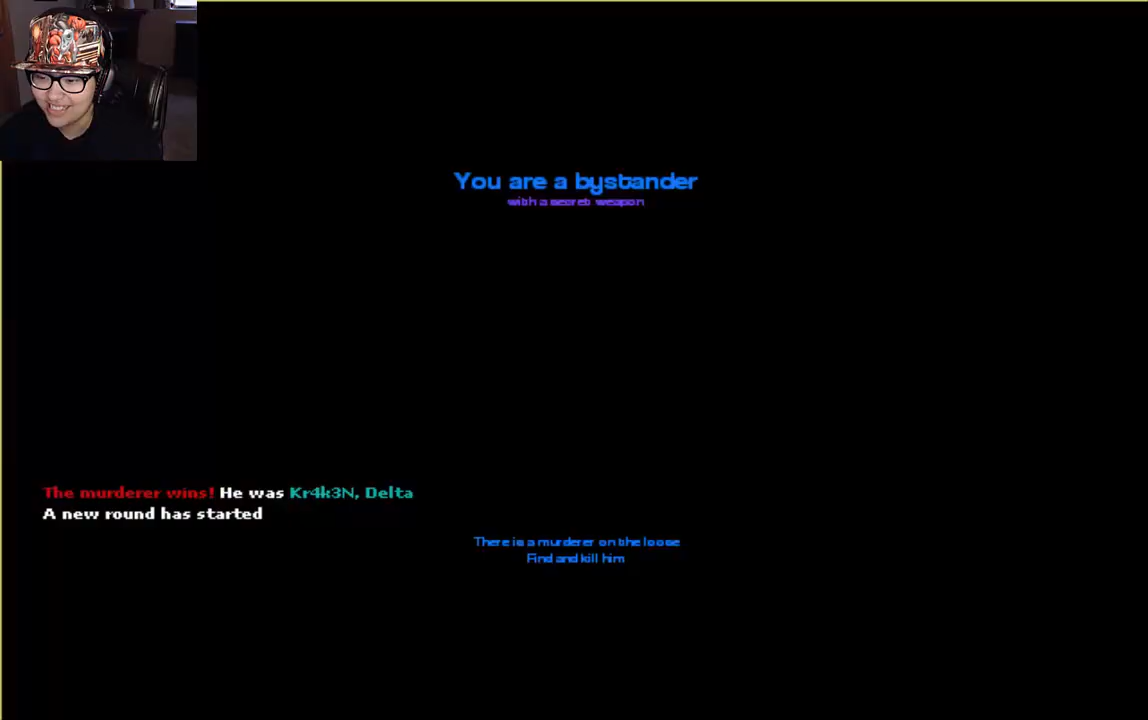 You are a bystander
with a secret weapon
The murderer wins! He was Kr4k3N, Delta
A new round has started
There is a murderer on the loose
Find and kill him